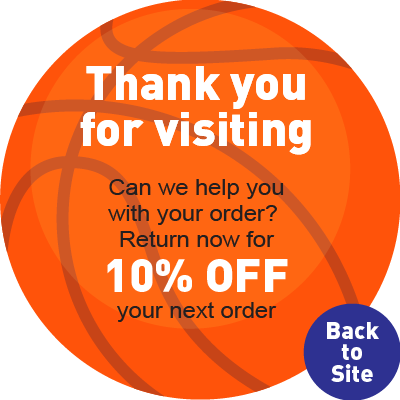 Thank you
for visiting
Can we help you
with your order?
Return now for
10% OFF
your next order
Back
to
Site